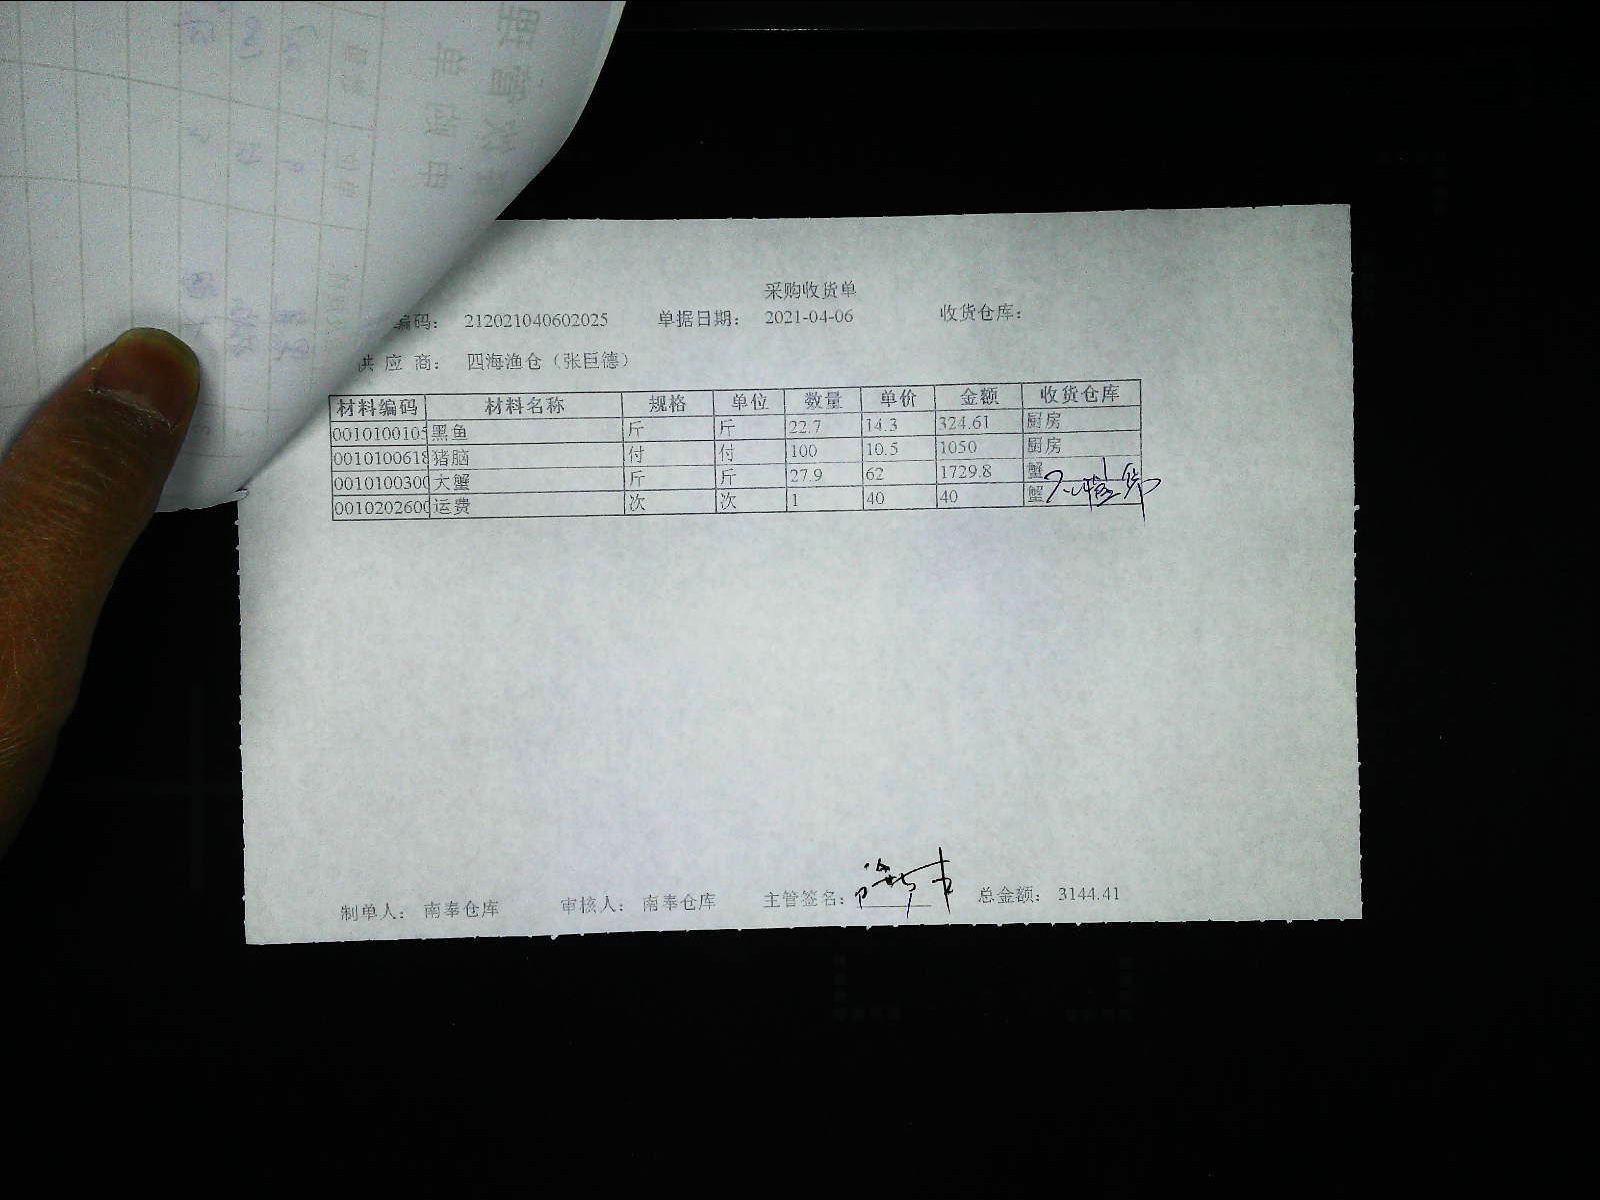 采购收货单
编码： 212021040602025 单据日期： 2021-04-06 收货仓库：
供 应 商： 四海渔仓（张巨德）
材料编码 材料名称 规格 单位 数量 单价 金额 收货仓库
0010100105 黑鱼 斤 斤 22.7 14.3 324.61 厨房
0010100618 猪脑 付 付 100 10.5 1050 厨房
0010100300 大蟹 斤 斤 27.9 62 1729.8 蟹
0010202600 运费 次 次 1 40 40 蟹
制单人： 南奉仓库 审核人： 南奉仓库 主管签名： 总金额： 3144.41